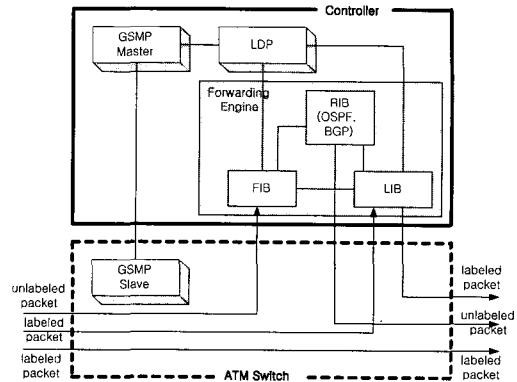 Controller
GSMP
Master
LDP
Forwarding
Engine
RIB
(OSPF,
BGP)
FIB
LIB
GSMP
Slave
unlabeled
packet
labeled
packet
labeled
packet
labeled
packet
unlabeled
packet
labeled
packet
ATM Switch